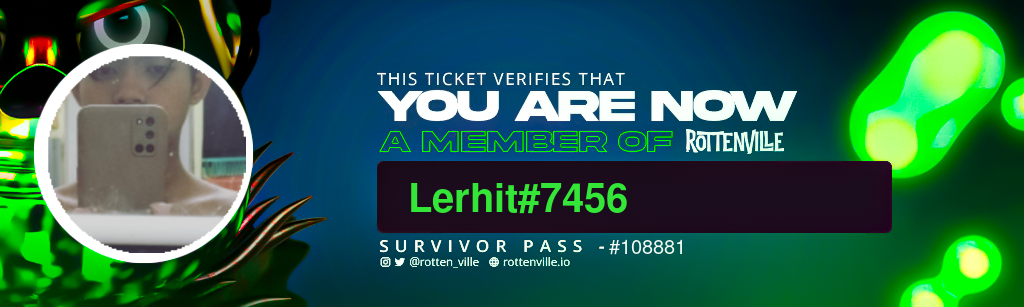 THIS TICKET VERIFIES THAT
YOU ARE NOW
A MEMBER OF ROTTENVILLE
Lerhit#7456
SURVIVOR PASS - #108881
@rotten_ville rottenville.io